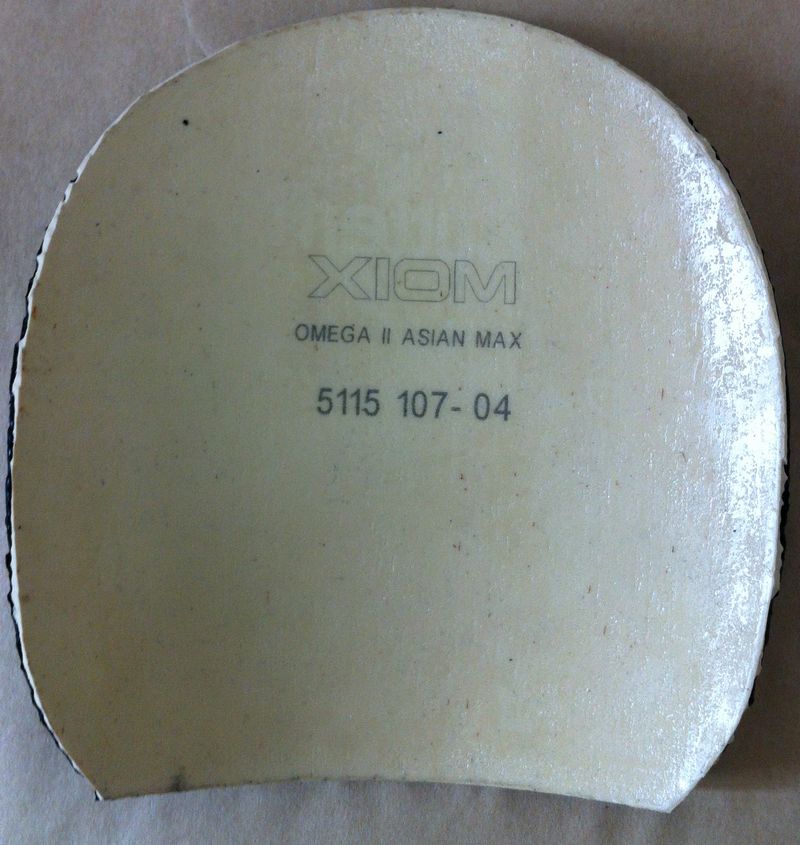 XIOM
OMEGA II ASIAN MAX
5115 107- 04